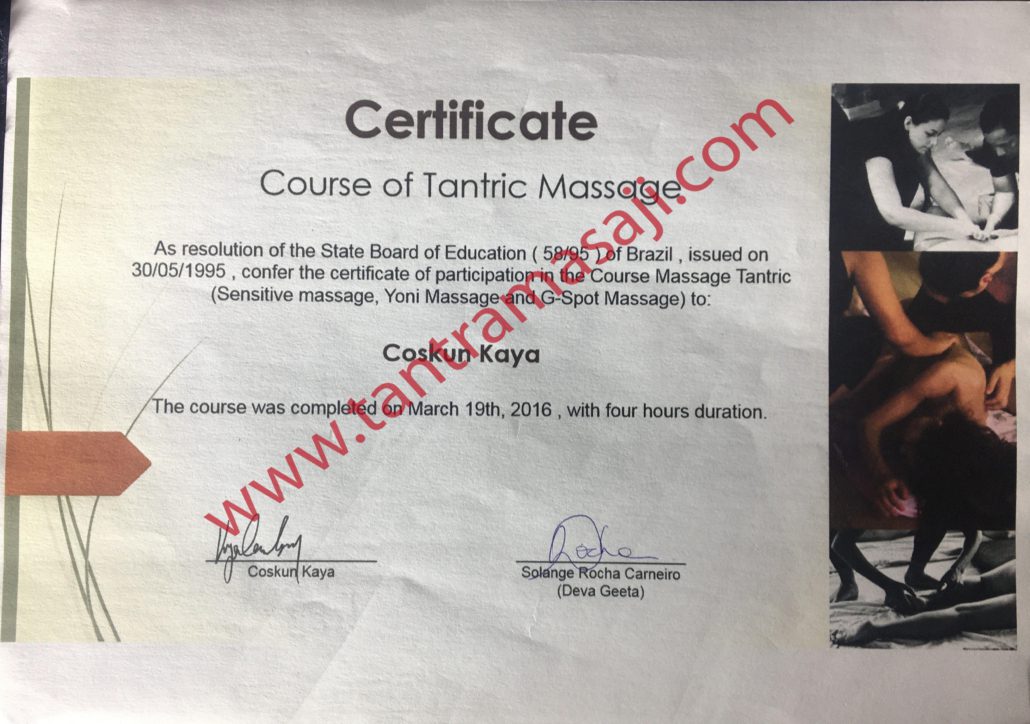 Certificate
Course of Tantric Massage
As resolution of the State Board of Education ( 58/95 ) of Brazil , issued on
30/05/1995 , confer the certificate of participation in the Course Massage Tantric
(Sensitive massage, Yoni Massage and G-Spot Massage) to:
Coskun Kaya
The course was completed on March 19th, 2016 , with four hours duration.
www.tantramasaji.com
Rocha
Coskun Kaya
Solange Rocha Carneiro
(Deva Geeta)